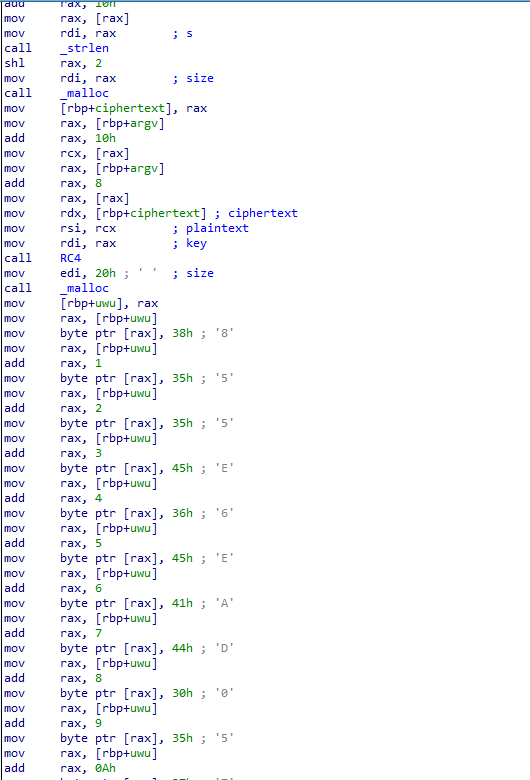 add rax, 10h
mov rax, [rax]
mov rdi, rax ; s
call _strlen
shl rax, 2
mov rdi, rax ; size
call _malloc
mov [rbp+ciphertext], rax
mov rax, [rbp+argv]
add rax, 10h
mov rcx, [rax]
mov rax, [rbp+argv]
add rax, 8
mov rax, [rax]
mov rdx, [rbp+ciphertext] ; ciphertext
mov rsi, rcx ; plaintext
mov rdi, rax ; key
call RC4
mov edi, 20h ; ' ' ; size
call _malloc
mov [rbp+uwu], rax
mov rax, [rbp+uwu]
mov byte ptr [rax], 38h ; '8'
mov rax, [rbp+uwu]
add rax, 1
mov byte ptr [rax], 35h ; '5'
mov rax, [rbp+uwu]
add rax, 2
mov byte ptr [rax], 35h ; '5'
mov rax, [rbp+uwu]
add rax, 3
mov byte ptr [rax], 45h ; 'E'
mov rax, [rbp+uwu]
add rax, 4
mov byte ptr [rax], 36h ; '6'
mov rax, [rbp+uwu]
add rax, 5
mov byte ptr [rax], 45h ; 'E'
mov rax, [rbp+uwu]
add rax, 6
mov byte ptr [rax], 41h ; 'A'
mov rax, [rbp+uwu]
add rax, 7
mov byte ptr [rax], 44h ; 'D'
mov rax, [rbp+uwu]
add rax, 8
mov byte ptr [rax], 30h ; '0'
mov rax, [rbp+uwu]
add rax, 9
mov byte ptr [rax], 35h ; '5'
mov rax, [rbp+uwu]
add rax, 0Ah